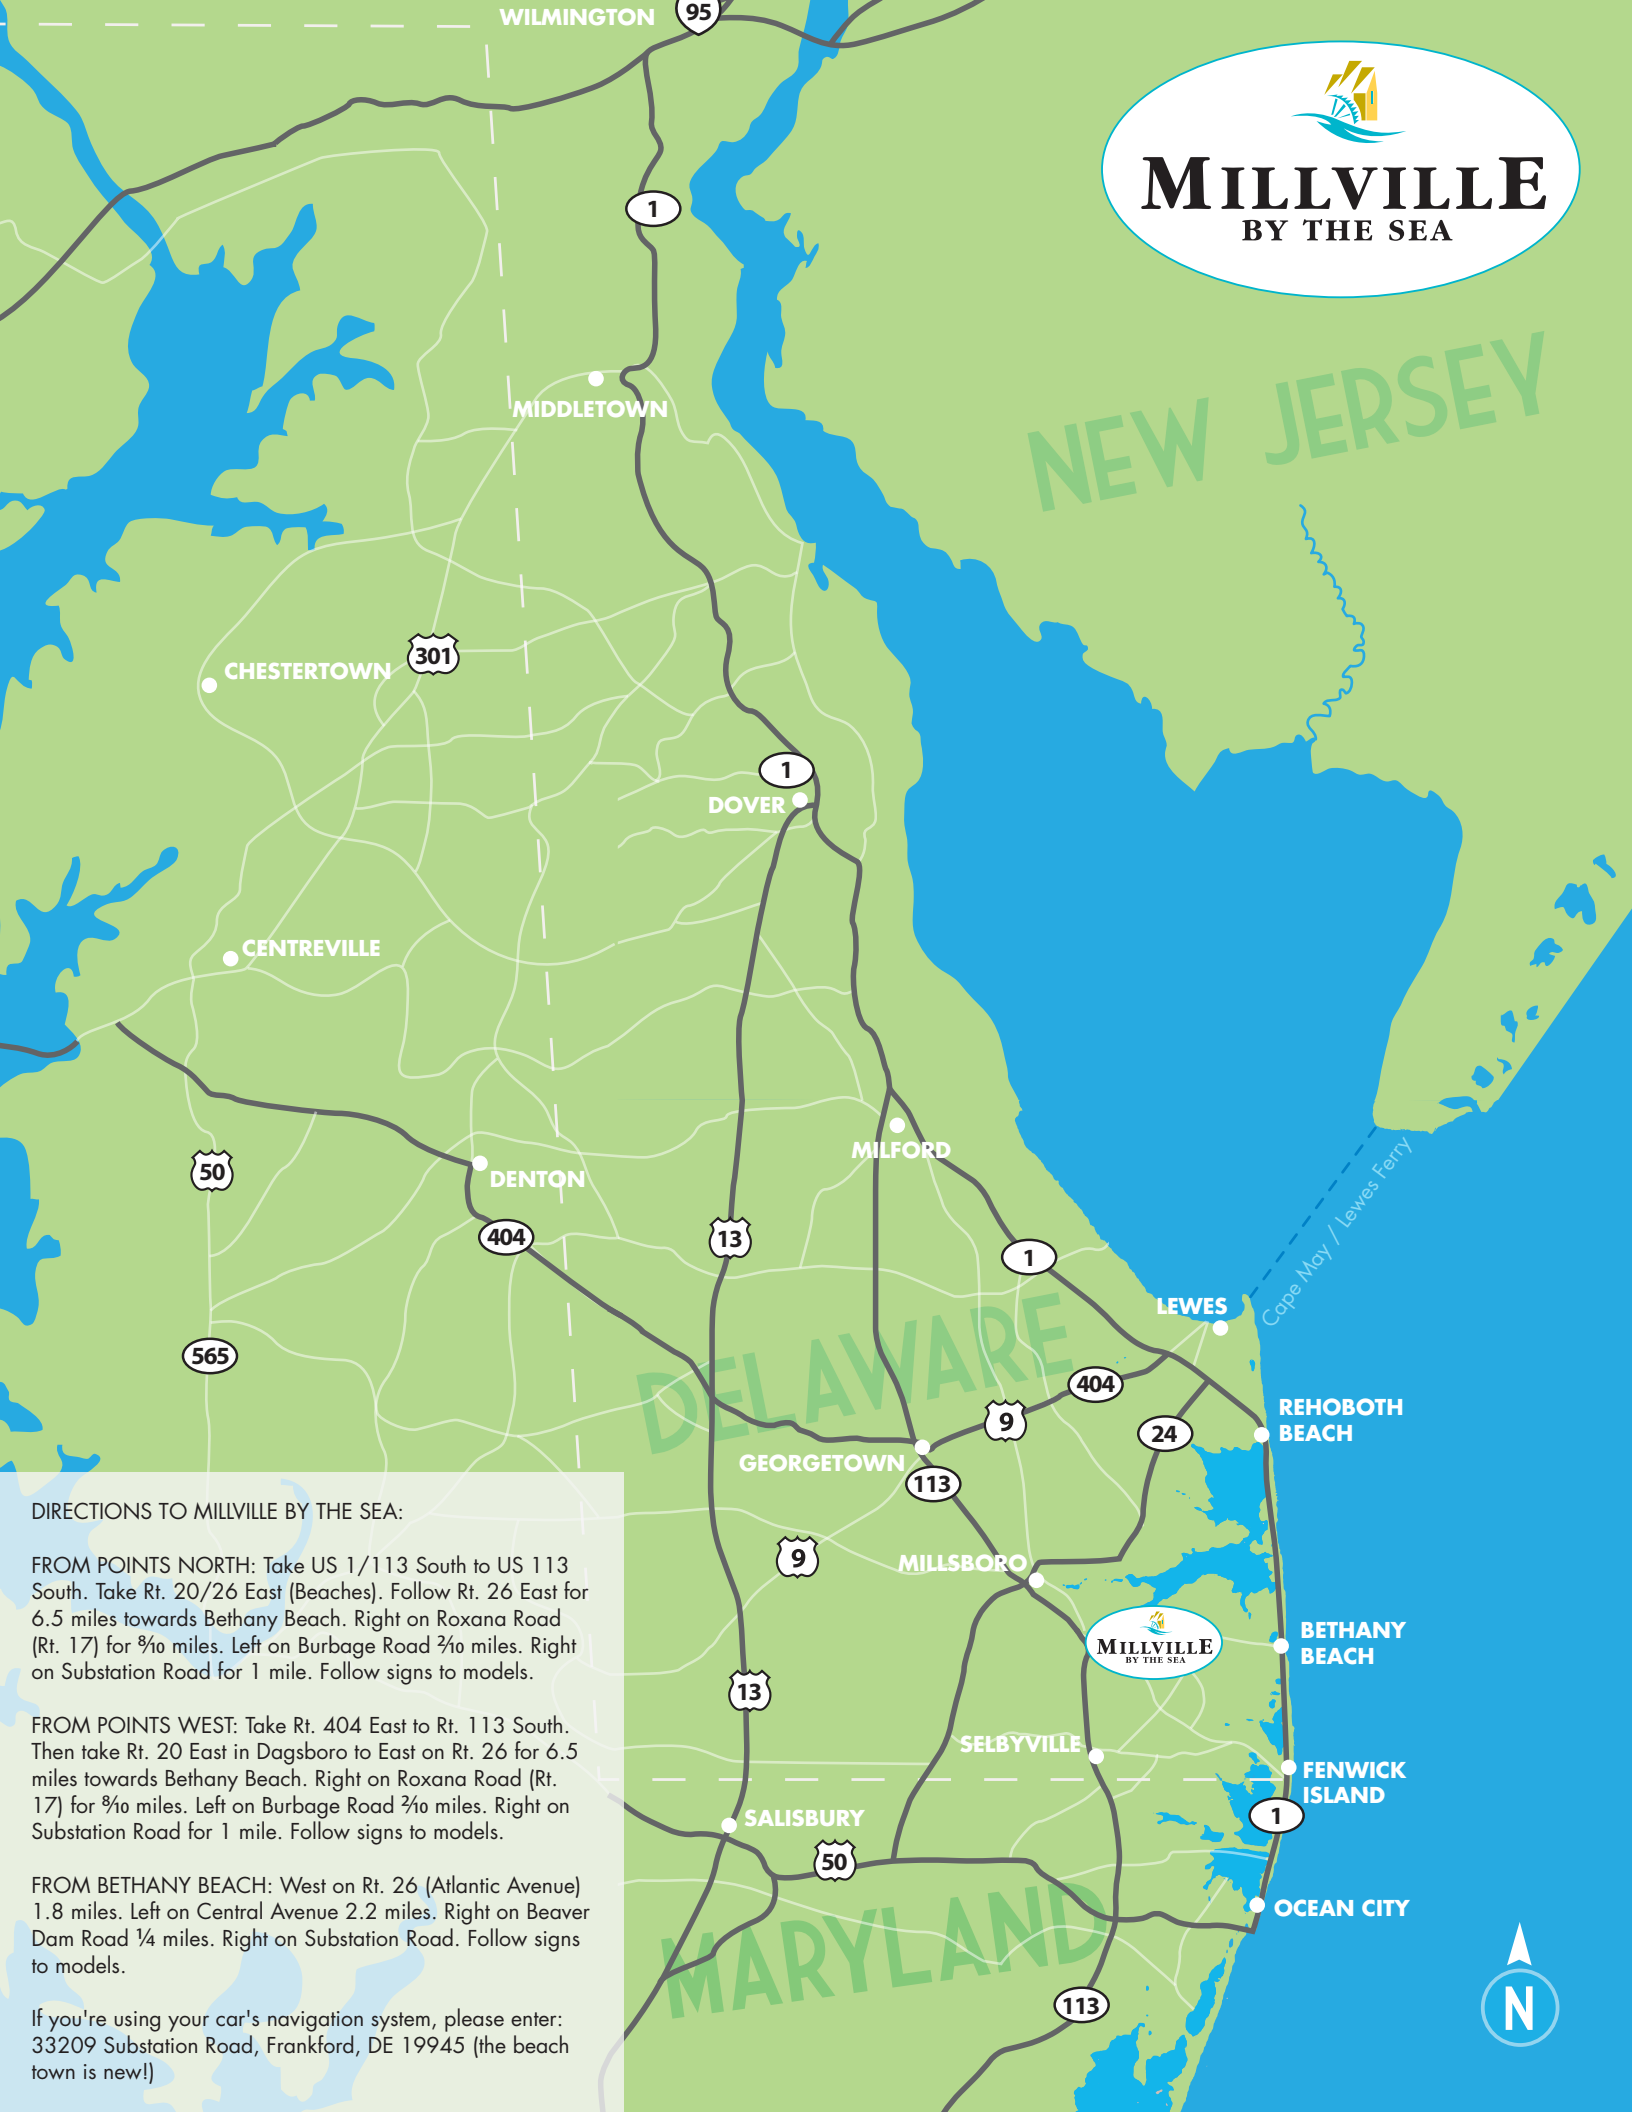 WILMINGTON
95
MILLVILLE
BY THE SEA
1
NEW JERSEY
MIDDLETOWN
301
CHESTERTOWN
1
DOVER
CENTREVILLE
MILFORD
50
DENTON
404
13
1
Cape May / Lewes Ferry
LEWES
565
DELAWARE
404
9
24
REHOBOTH
BEACH
GEORGETOWN
113
9
MILLSBORO
MILLVILLE
BY THE SEA
BETHANY
BEACH
13
SELBYVILLE
FENWICK
ISLAND
1
SALISBURY
50
OCEAN CITY
MARYLAND
113
N
DIRECTIONS TO MILLVILLE BY THE SEA:
FROM POINTS NORTH: Take US 1/113 South to US 113
South. Take Rt. 20/26 East (Beaches). Follow Rt. 26 East for
6.5 miles towards Bethany Beach. Right on Roxana Road
(Rt. 17) for 8/10 miles. Left on Burbage Road 2/10 miles. Right
on Substation Road for 1 mile. Follow signs to models.
FROM POINTS WEST: Take Rt. 404 East to Rt. 113 South.
Then take Rt. 20 East in Dagsboro to East on Rt. 26 for 6.5
miles towards Bethany Beach. Right on Roxana Road (Rt.
17) for 8/10 miles. Left on Burbage Road 2/10 miles. Right on
Substation Road for 1 mile. Follow signs to models.
FROM BETHANY BEACH: West on Rt. 26 (Atlantic Avenue)
1.8 miles. Left on Central Avenue 2.2 miles. Right on Beaver
Dam Road ¼ miles. Right on Substation Road. Follow signs
to models.
If you're using your car's navigation system, please enter:
33209 Substation Road, Frankford, DE 19945 (the beach
town is new!)